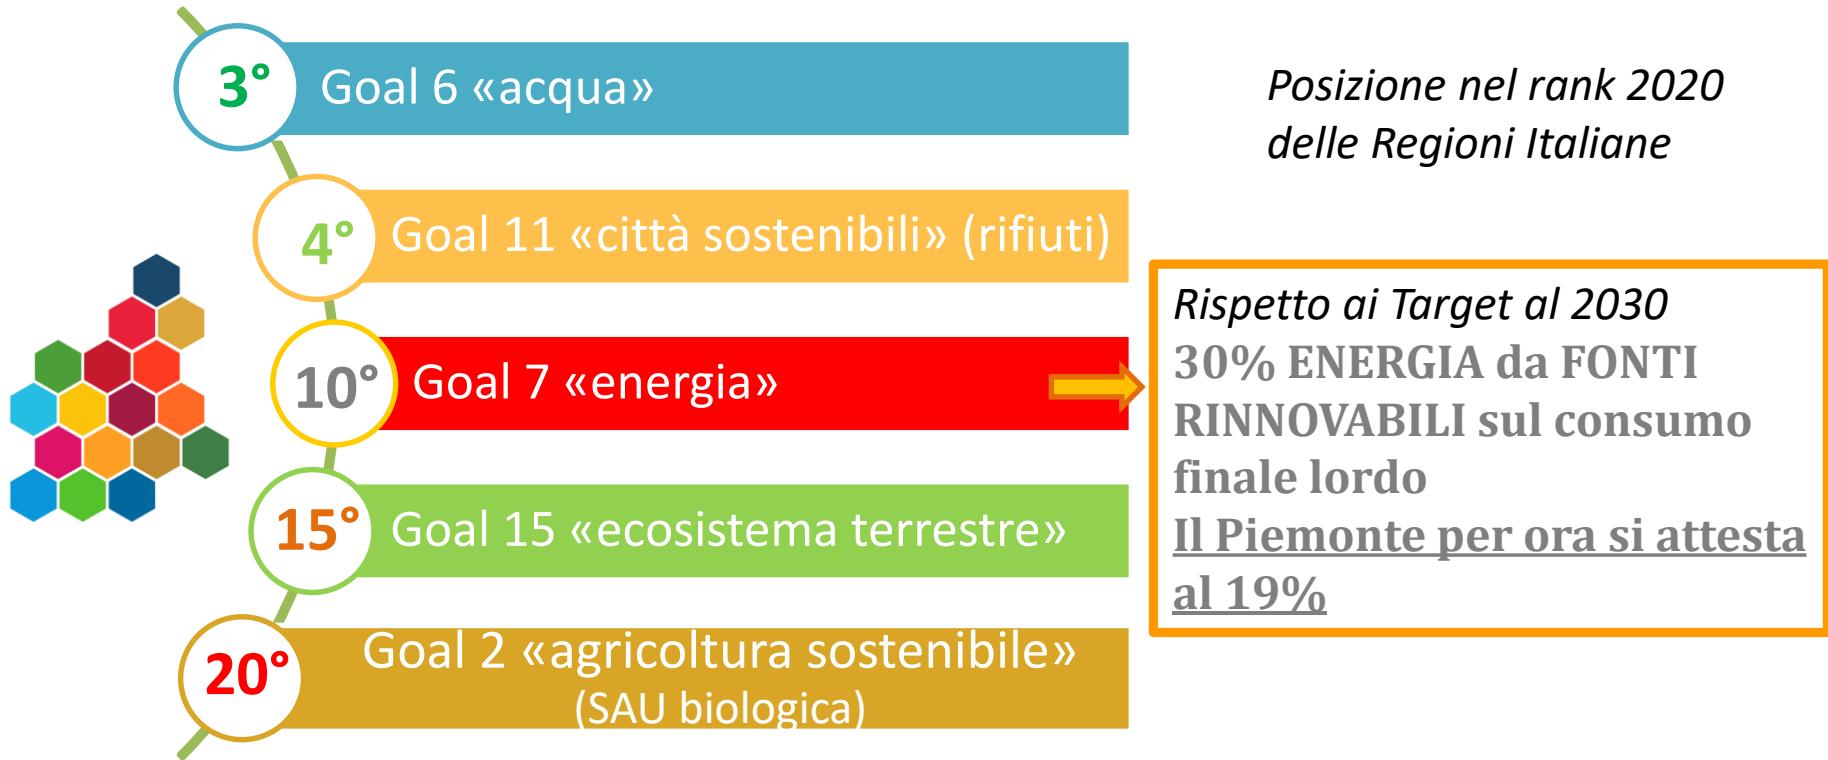 3°
Goal 6 «acqua»
Posizione nel rank 2020
delle Regioni Italiane
4°
Goal 11 «città sostenibili» (rifiuti)
10°
Goal 7 «energia»
Rispetto ai Target al 2030
30% ENERGIA da FONTI
RINNOVABILI sul consumo
finale lordo
Il Piemonte per ora si attesta
al 19%
15°
Goal 15 «ecosistema terrestre»
20°
Goal 2 «agricoltura sostenibile»
(SAU biologica)